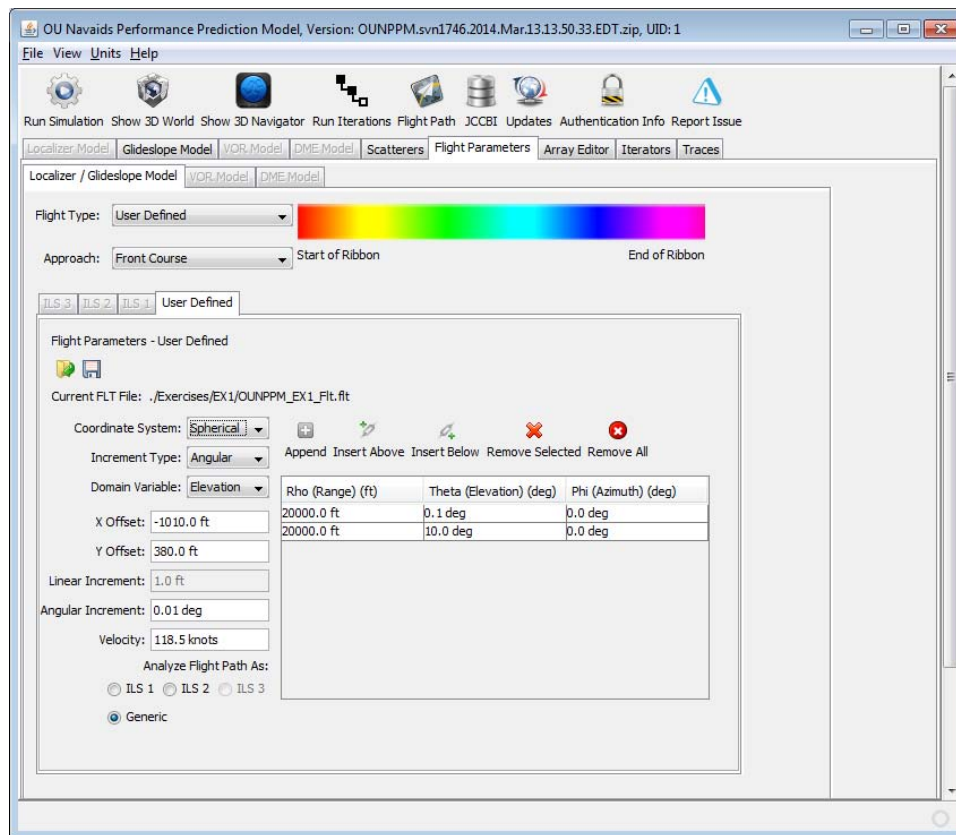 OU Navaids Performance Prediction Model, Version: OUNPPM.svn1746.2014.Mar.13.13.50.33.EDT.zip, UID: 1
File View Units Help
Run Simulation Show 3D World Show 3D Navigator Run Iterations Flight Path JCCBI Updates Authentication Info Report Issue
Localizer Model Glideslope Model VOR Model DME Model Scatterers Flight Parameters Array Editor Iterators Traces
Localizer / Glideslope Model VOR Model DME Model
Flight Type: User Defined
Approach: Front Course Start of Ribbon End of Ribbon
ILS 3 ILS 2 ILS 1 User Defined
Flight Parameters - User Defined
Current FLT File: ./Exercises/EX1/OUNPPM_EX1_Flt.flt
Coordinate System: Spherical
Increment Type: Angular
Domain Variable: Elevation
X Offset: -1010.0 ft
Y Offset: 380.0 ft
Linear Increment: 1.0 ft
Angular Increment: 0.01 deg
Velocity: 118.5 knots
Analyze Flight Path As:
ILS 1 ILS 2 ILS 3
Generic
Append Insert Above Insert Below Remove Selected Remove All
Rho (Range) (ft) Theta (Elevation) (deg) Phi (Azimuth) (deg)
20000.0 ft 0.1 deg 0.0 deg
20000.0 ft 10.0 deg 0.0 deg